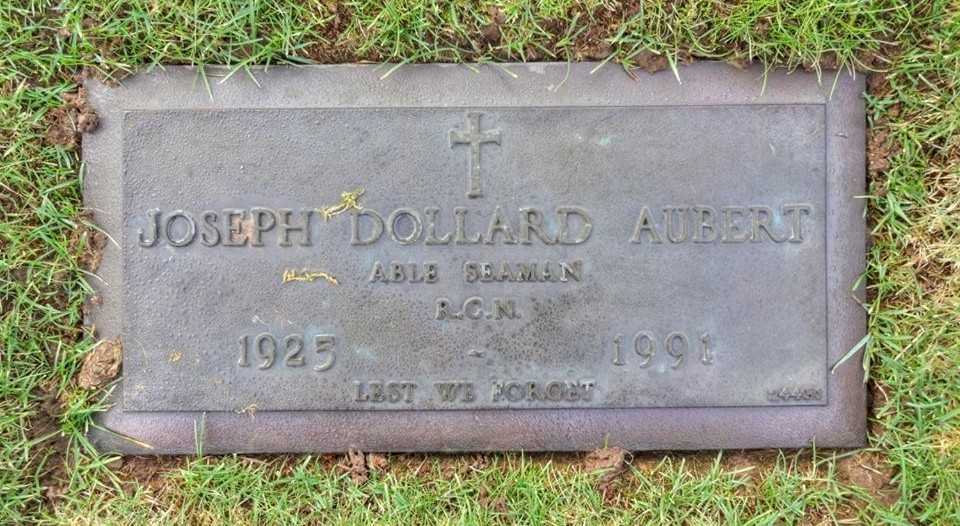 JOSEPH DOLLARD AUBERT
ABLE SEAMAN
R.C.N.
1925 - 1991
LEST WE FORGET